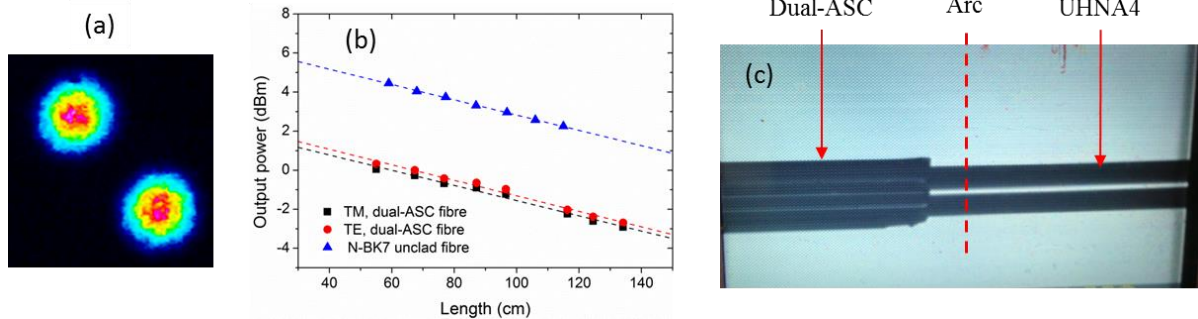 (a)
(b)
Output power (dBm)
8
6
4
2
0
-2
-4
TM, dual-ASC fibre
TE, dual-ASC fibre
N-BK7 unclad fibre
40 60 80 100 120 140
Length (cm)
Dual-ASC Arc UHNA4
(c)